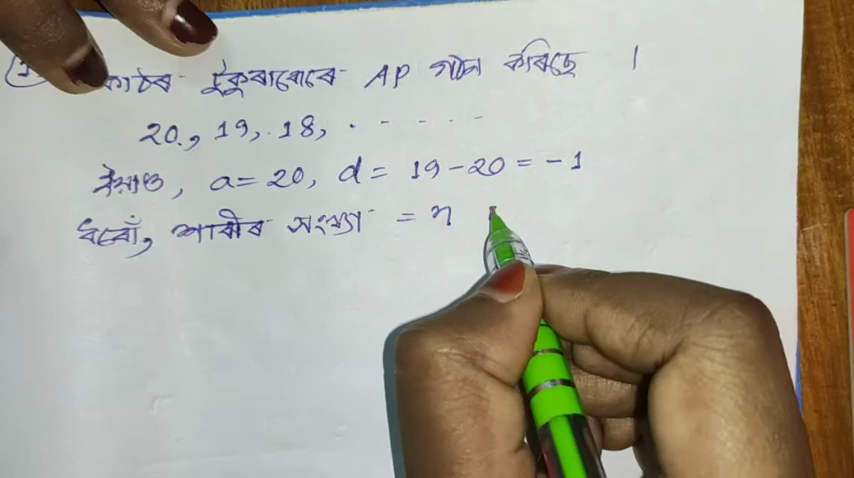 কাঠৰ টুকুৰাবোৰে AP গঠন কৰিছে ।
20, 19, 18, . - - - -
ইয়াত, a = 20, d = 19 - 20 = - 1
ধৰোঁ, শাৰীৰ সংখ্যা = n